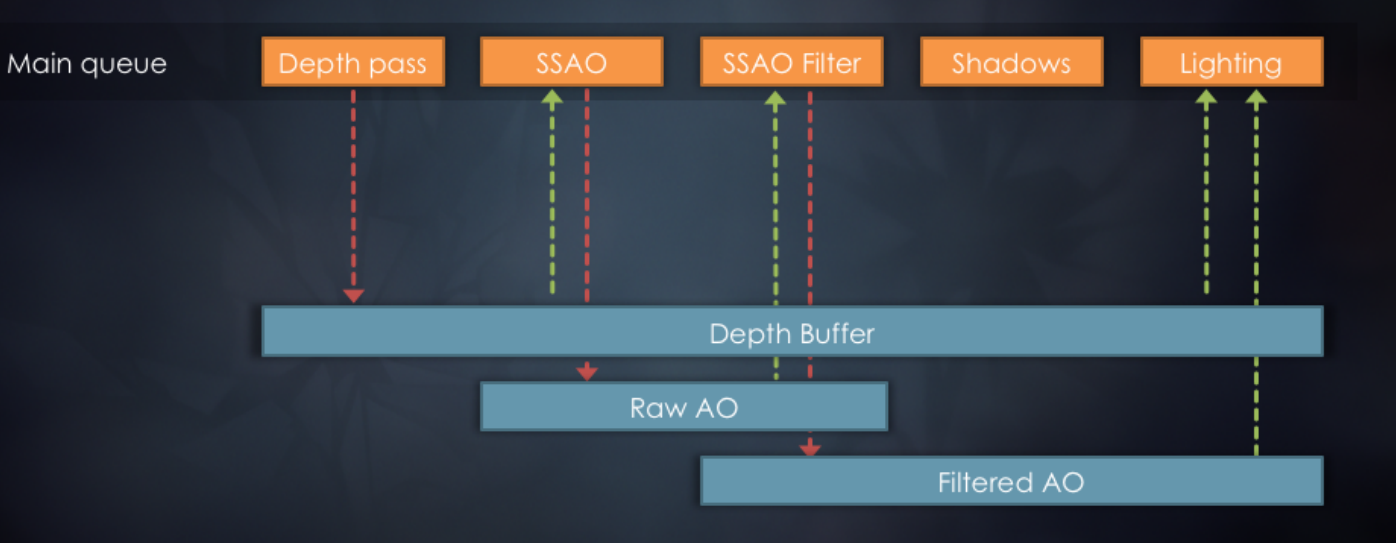 Main queue
Depth pass
SSAO
SSAO Filter
Shadows
Lighting
Depth Buffer
Raw AO
Filtered AO